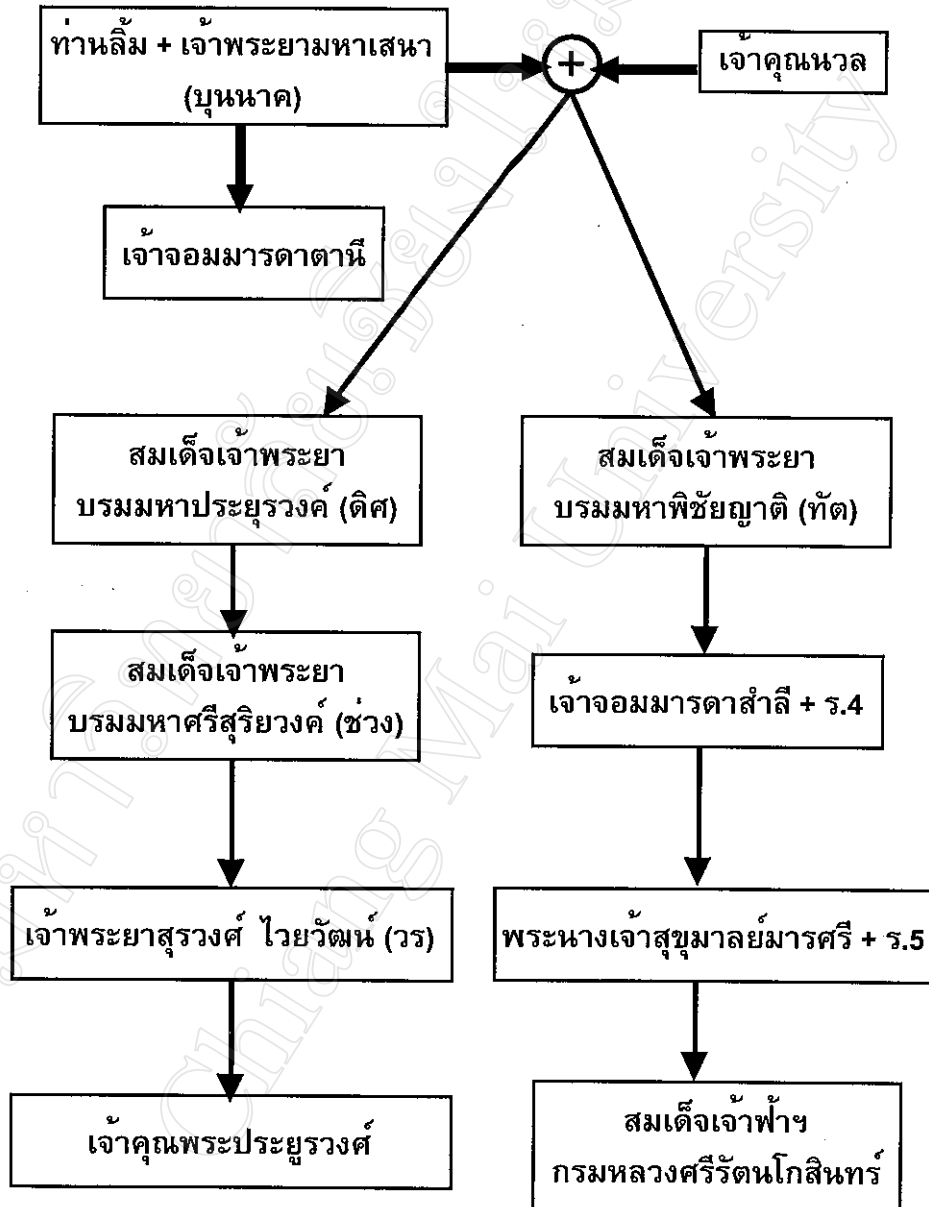 ท่านลิ้ม + เจ้าพระยามหาเสนา
(บุนนาค)
+
เจ้าคุณนวล
เจ้าจอมมารดาตานี
สมเด็จเจ้าพระยา
บรมมหาประยุรวงค์ (ดิศ)
สมเด็จเจ้าพระยา
บรมมหาพิชัยญาติ (ทัต)
สมเด็จเจ้าพระยา
บรมมหาศรีสุริยวงค์ (ช่วง)
เจ้าจอมมารดาสำลี + ร.4
เจ้าพระยาสุรวงศ์ ไวยวัฒน์ (วร)
พระนางเจ้าสุขุมาลย์มารศรี + ร.5
เจ้าคุณพระประยูรวงศ์
สมเด็จเจ้าฟ้าฯ
กรมหลวงศรีรัตนโกสินทร์
Chiang Mai University